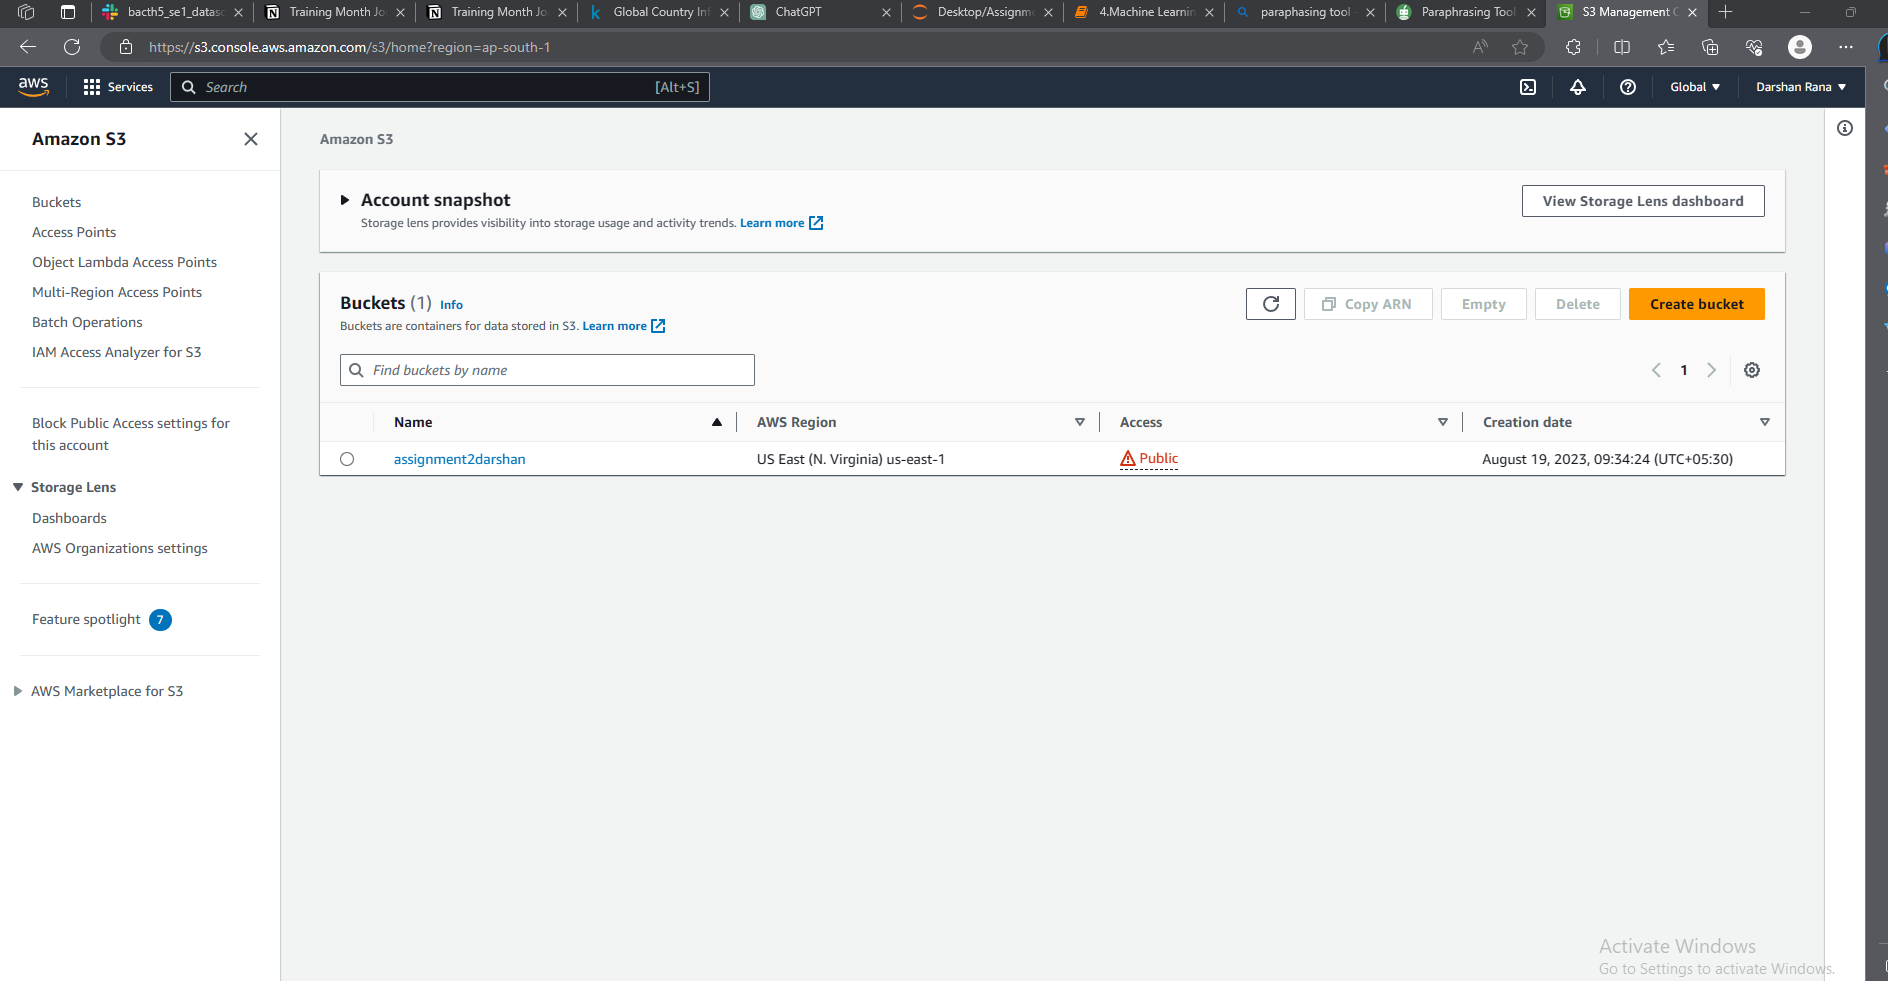 bacth5_se1_datasc
Training Month Jo
Training Month Jo
Global Country Inf
ChatGPT
Desktop/Assignme
4.Machine Learnin
paraphasing tool -
Paraphrasing Tool
S3 Management C
https://s3.console.aws.amazon.com/s3/home?region=ap-south-1
aws
Services
Search
[Alt+S]
Global
Darshan Rana
Amazon S3
Buckets
Access Points
Object Lambda Access Points
Multi-Region Access Points
Batch Operations
IAM Access Analyzer for S3
Block Public Access settings for
this account
Storage Lens
Dashboards
AWS Organizations settings
Feature spotlight 7
AWS Marketplace for S3
Amazon S3
Account snapshot
Storage lens provides visibility into storage usage and activity trends. Learn more
View Storage Lens dashboard
Buckets (1) Info
Buckets are containers for data stored in S3. Learn more
Copy ARN
Empty
Delete
Create bucket
Find buckets by name
1
Name
AWS Region
Access
Creation date
assignment2darshan
US East (N. Virginia) us-east-1
Public
August 19, 2023, 09:34:24 (UTC+05:30)
Activate Windows
Go to Settings to activate Windows.